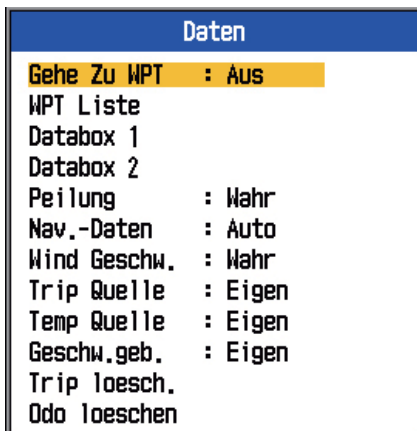 Daten
Gehe Zu WPT : Aus
WPT Liste
Databox 1
Databox 2
Peilung : Wahr
Nav.-Daten : Auto
Wind Geschw. : Wahr
Trip Quelle : Eigen
Temp Quelle : Eigen
Geschw.geb. : Eigen
Trip loesch.
Odo loeschen